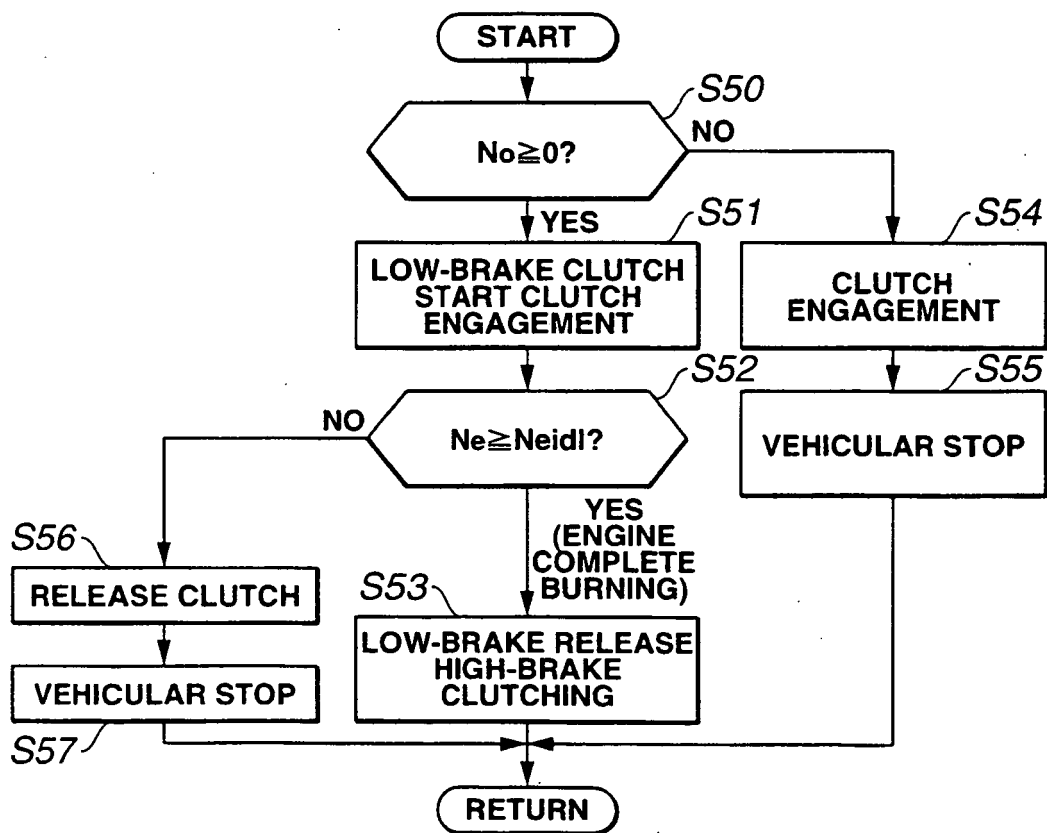 START
S50
No≧0?
NO
YES
S51
LOW-BRAKE CLUTCH
START CLUTCH
ENGAGEMENT
S54
CLUTCH
ENGAGEMENT
S52
Ne≧Neidl?
NO
S55
VEHICULAR STOP
YES
(ENGINE
COMPLETE
BURNING)
S56
RELEASE CLUTCH
S53
LOW-BRAKE RELEASE
HIGH-BRAKE
CLUTCHING
VEHICULAR STOP
S57
RETURN